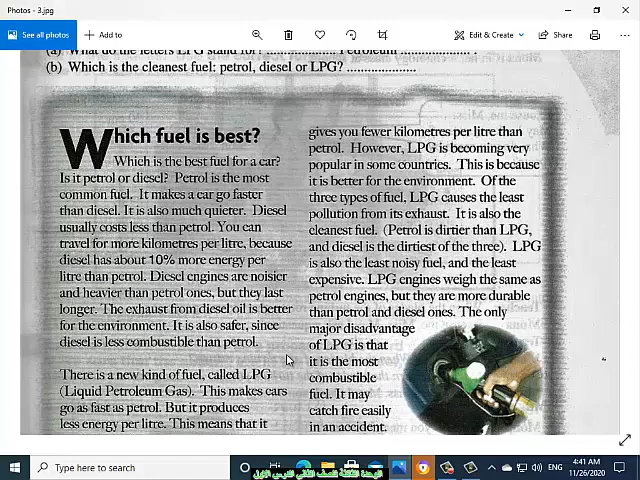 Photos - 3.jpg
See all photos
Add to
Edit & Create
Share
(a) What do the letters LPG stand for? .................... Petroleum .................... ?
(b) Which is the cleanest fuel: petrol, diesel or LPG? ....................
Which fuel is best?
Which is the best fuel for a car?
Is it petrol or diesel? Petrol is the most
common fuel. It makes a car go faster
than diesel. It is also much quieter. Diesel
usually costs less than petrol. You can
travel for more kilometres per litre, because
diesel has about 10% more energy per
litre than petrol. Diesel engines are noisier
and heavier than petrol ones, but they last
longer. The exhaust from diesel oil is better
for the environment. It is also safer, since
diesel is less combustible than petrol.
There is a new kind of fuel, called LPG
(Liquid Petroleum Gas). This makes cars
go as fast as petrol. But it produces
less energy per litre. This means that it
gives you fewer kilometres per litre than
petrol. However, LPG is becoming very
popular in some countries. This is because
it is better for the environment. Of the
three types of fuel, LPG causes the least
pollution from its exhaust. It is also the
cleanest fuel. (Petrol is dirtier than LPG,
and diesel is the dirtiest of the three). LPG
is also the least noisy fuel, and the least
expensive. LPG engines weigh the same as
petrol engines, but they are more durable
than petrol and diesel ones. The only
major disadvantage
of LPG is that
it is the most
combustible
fuel. It may
catch fire easily
in an accident.
Type here to search
4:41 AM
11/26/2020